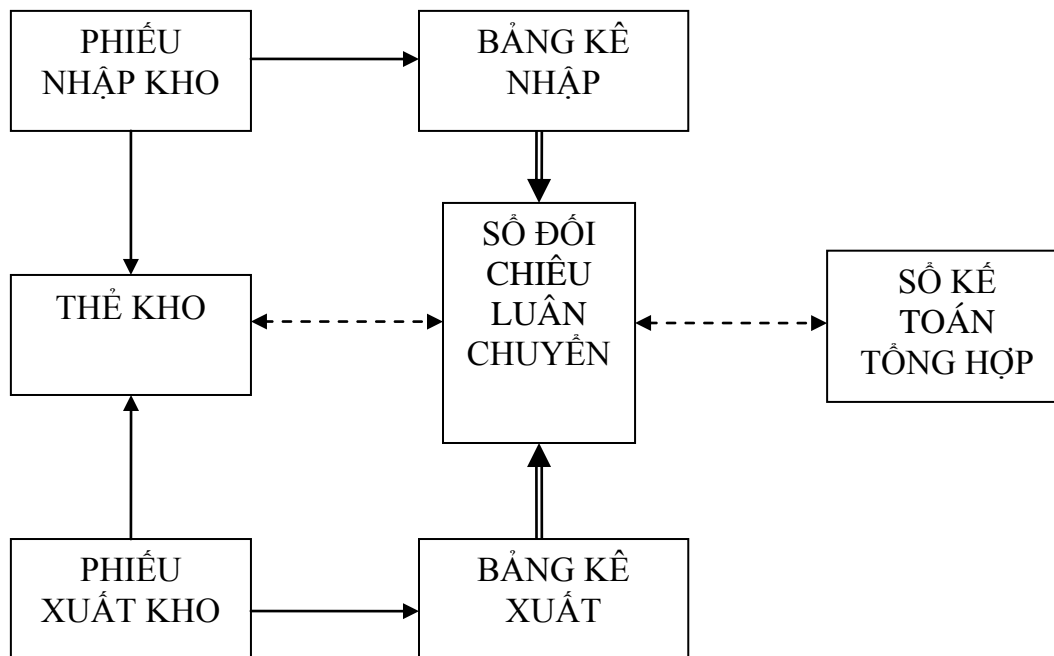 PHIẾU
NHẬP KHO
BẢNG KÊ
NHẬP
SỔ ĐỐI
CHIÊU
LUÂN
CHUYỂN
THẺ KHO
SỔ KẾ
TOÁN
TỔNG HỢP
PHIẾU
XUẤT KHO
BẢNG KÊ
XUẤT